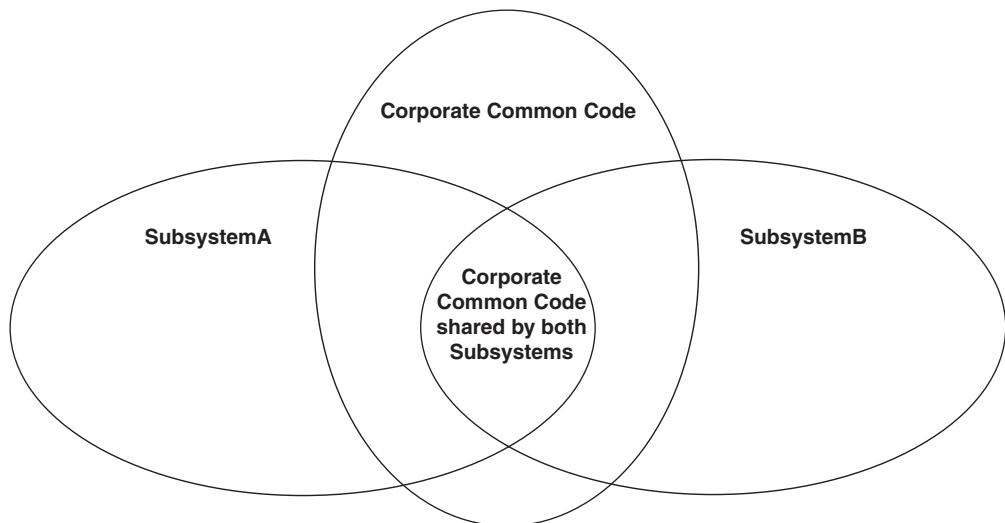 Corporate Common Code
SubsystemA
SubsystemB
Corporate
Common Code
shared by both
Subsystems